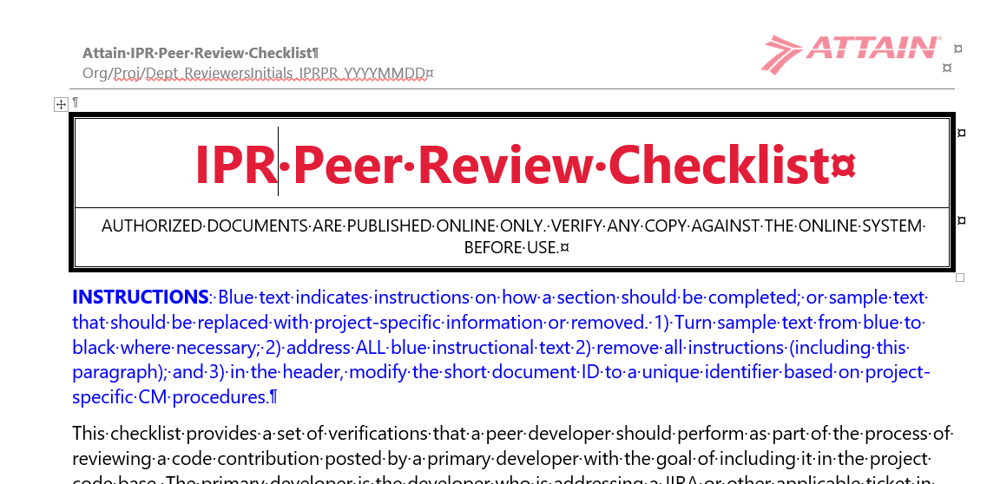 Attain IPR Peer Review Checklist¶
ATTAIN
Org/Proj/Dept_ReviewersInitials_IPRPR_YYYYMMDD¤
¶
IPR Peer Review Checklist¤
AUTHORIZED DOCUMENTS ARE PUBLISHED ONLINE ONLY. VERIFY ANY COPY AGAINST THE ONLINE SYSTEM
BEFORE USE.¤
INSTRUCTIONS: Blue text indicates instructions on how a section should be completed; or sample text
that should be replaced with project-specific information or removed. 1) Turn sample text from blue to
black where necessary; 2) address ALL blue instructional text 2) remove all instructions (including this
paragraph); and 3) in the header, modify the short document ID to a unique identifier based on project-
specific CM procedures.¶
This checklist provides a set of verifications that a peer developer should perform as part of the process of
reviewing a code contribution posted by a primary developer with the goal of including it in the project
code base. The primary developer is the developer who is addressing a JIRA or other applicable ticket in